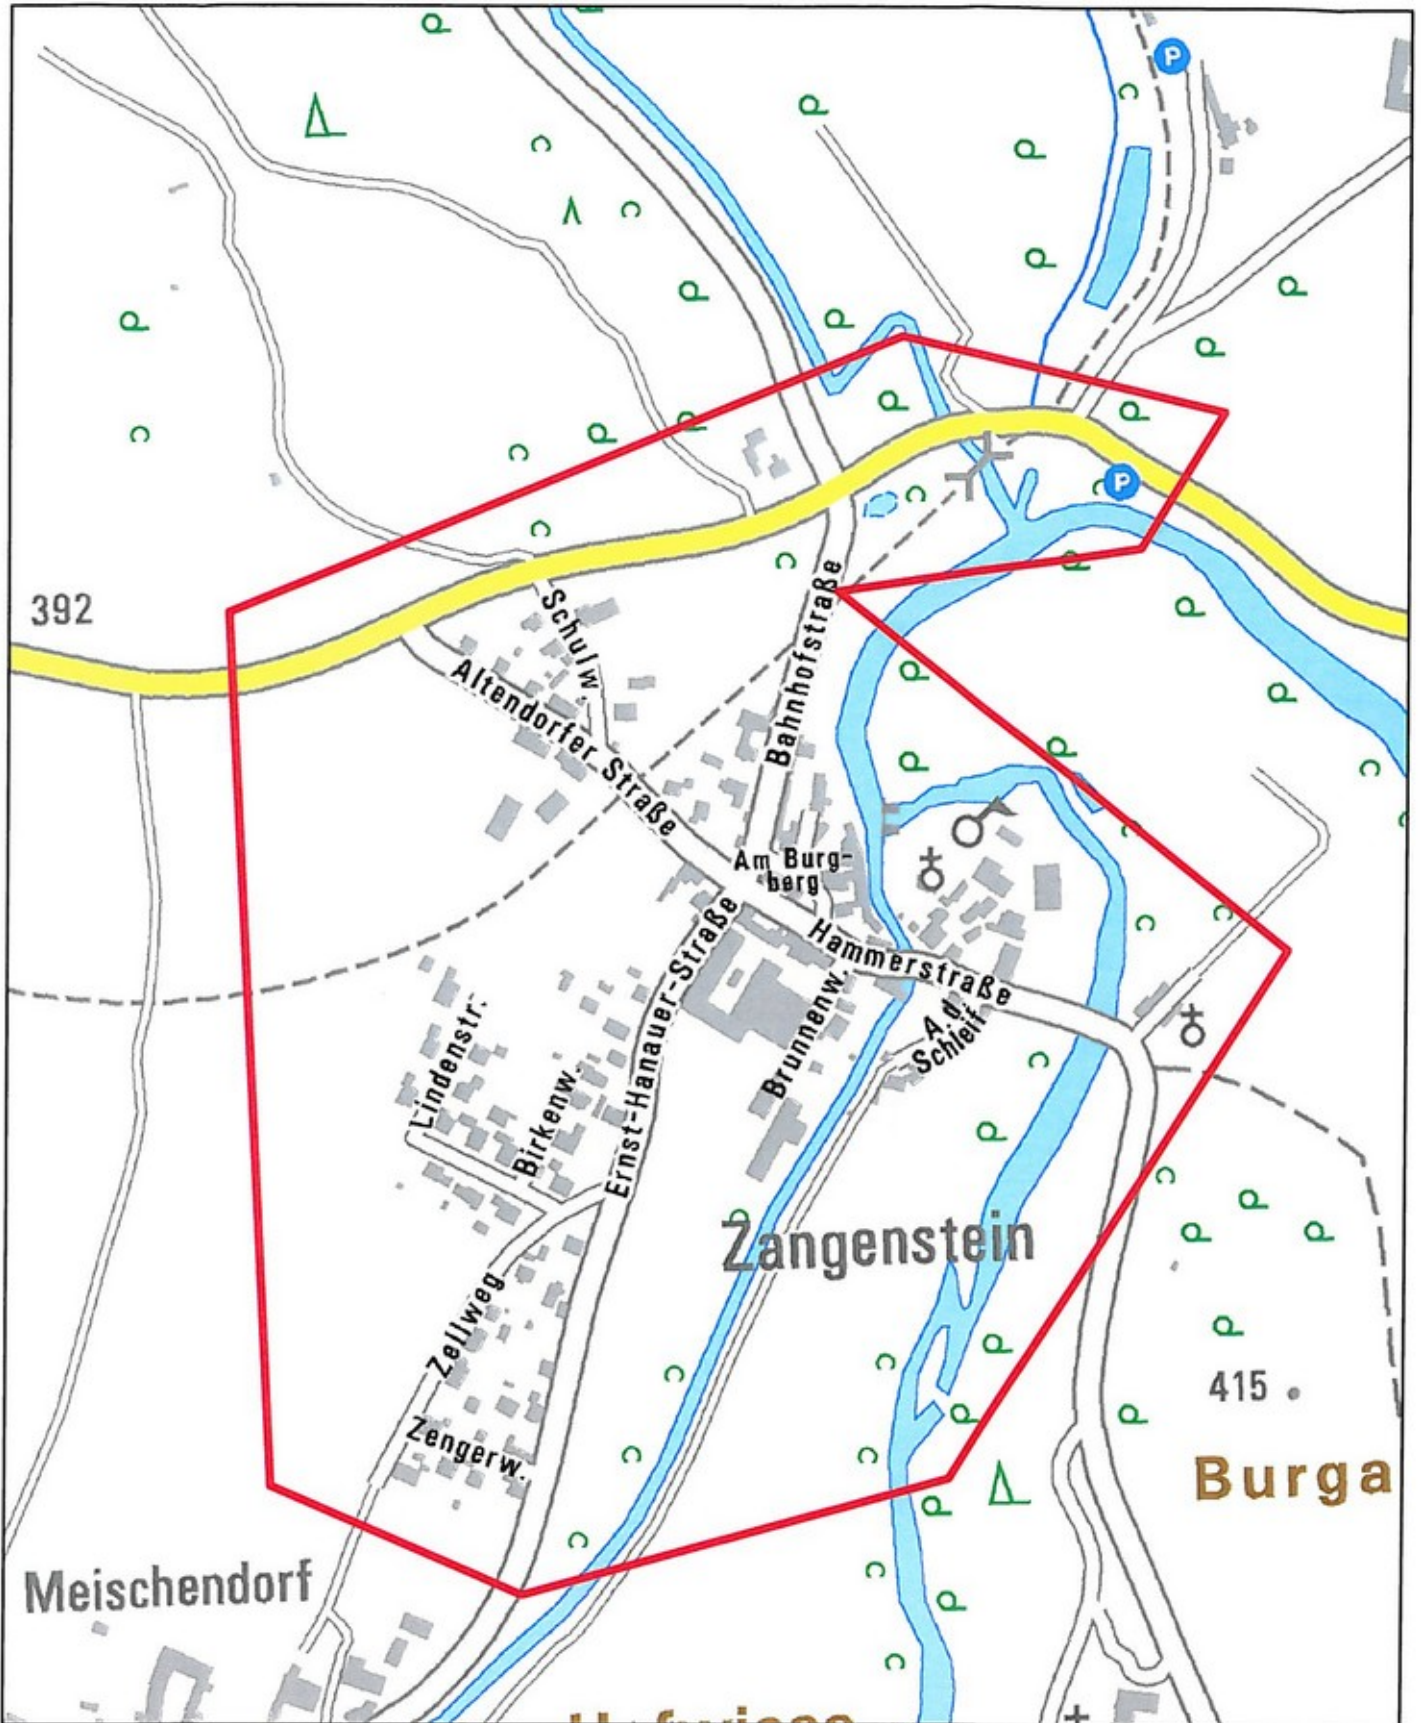 P
392
P
Schulw.
Altendorfer Straße
Bahnhofstraße
Am Burg-
berg
Hammerstraße
Ernst-Hanauer-Straße
Brunnenw.
A. d.
Schleif
Lindenstr.
Birkenw.
Zangenstein
Zellweg
415
Zengerw.
Burga
Meischendorf